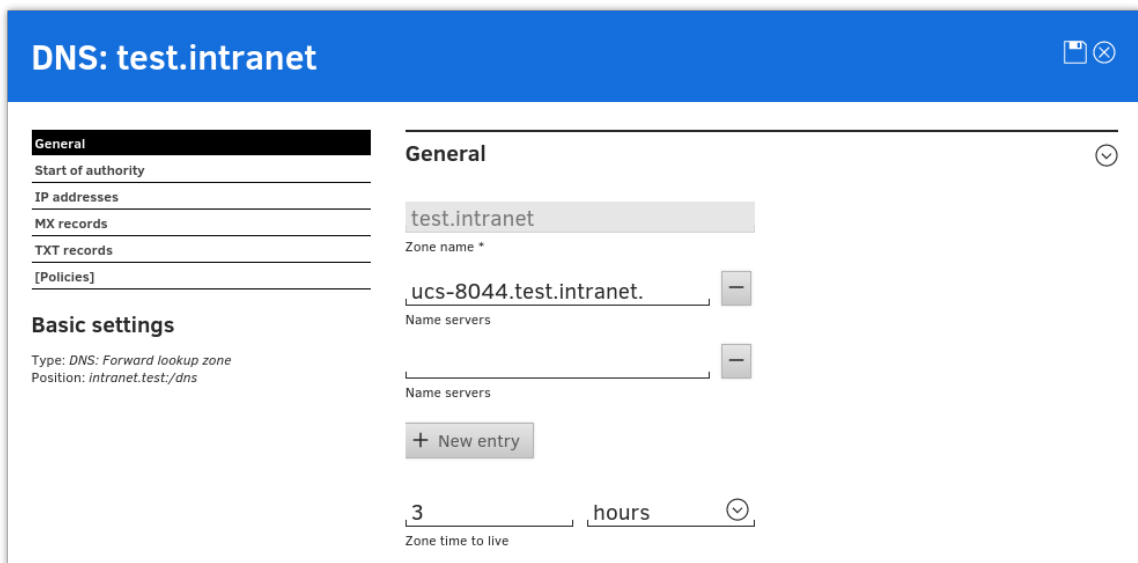 DNS: test.intranet
General
Start of authority
IP addresses
MX records
TXT records
[Policies]
Basic settings
Type: DNS: Forward lookup zone
Position: intranet.test:/dns
General
test.intranet
Zone name *
ucs-8044.test.intranet.
Name servers
Name servers
+ New entry
3 hours
Zone time to live